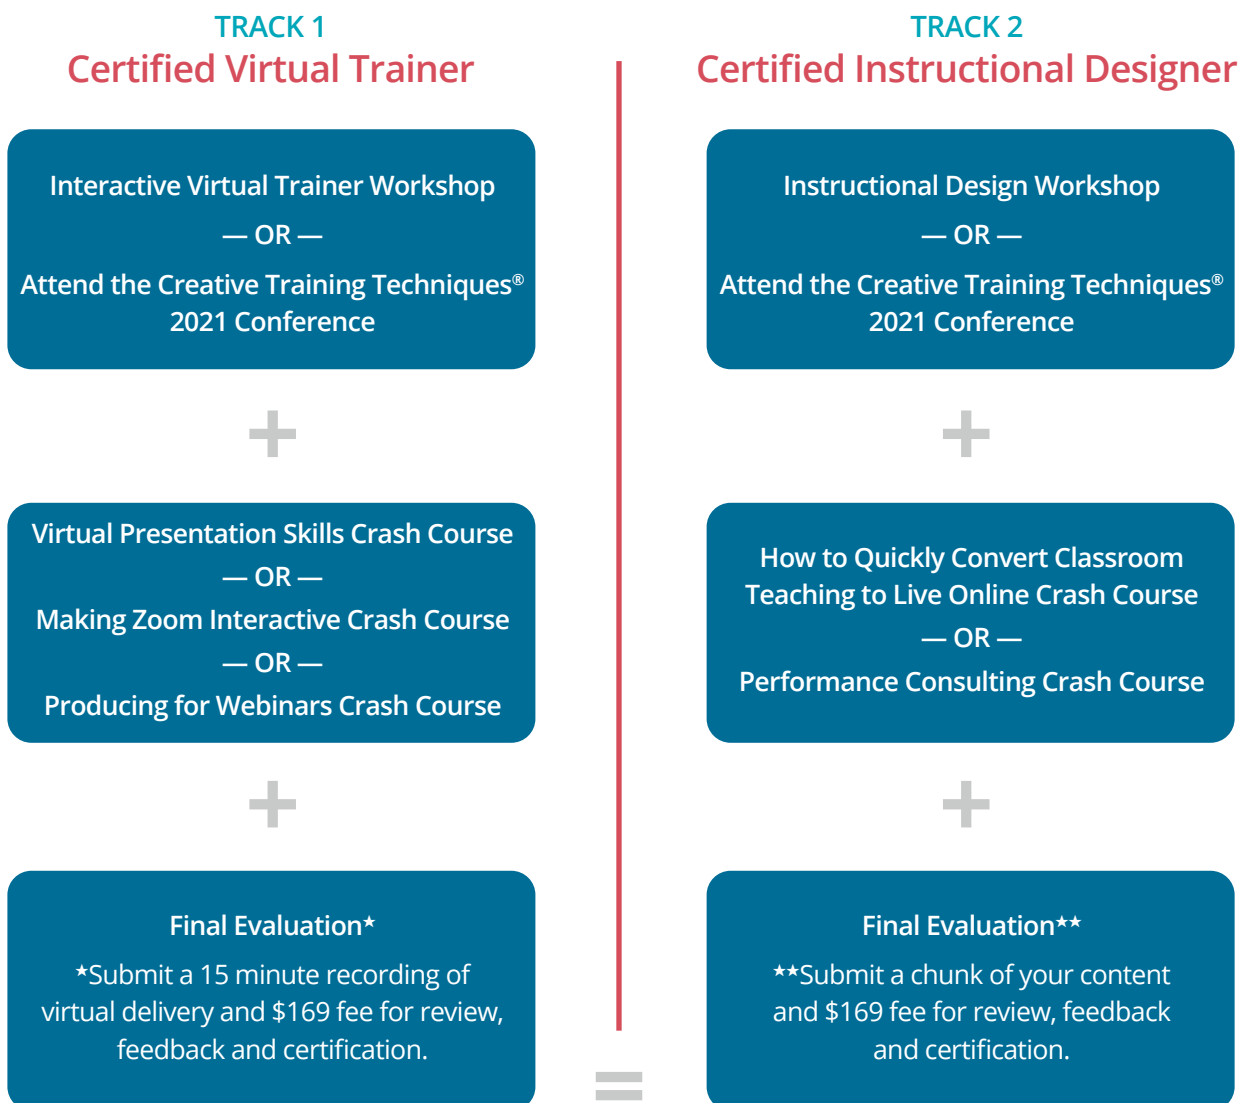 TRACK 1
Certified Virtual Trainer
Interactive Virtual Trainer Workshop
— OR —
Attend the Creative Training Techniques®
2021 Conference
+
Virtual Presentation Skills Crash Course
— OR —
Making Zoom Interactive Crash Course
— OR —
Producing for Webinars Crash Course
+
Final Evaluation★
★Submit a 15 minute recording of
virtual delivery and $169 fee for review,
feedback and certification.
TRACK 2
Certified Instructional Designer
Instructional Design Workshop
— OR —
Attend the Creative Training Techniques®
2021 Conference
+
How to Quickly Convert Classroom
Teaching to Live Online Crash Course
— OR —
Performance Consulting Crash Course
+
Final Evaluation★★
★★Submit a chunk of your content
and $169 fee for review, feedback
and certification.
=